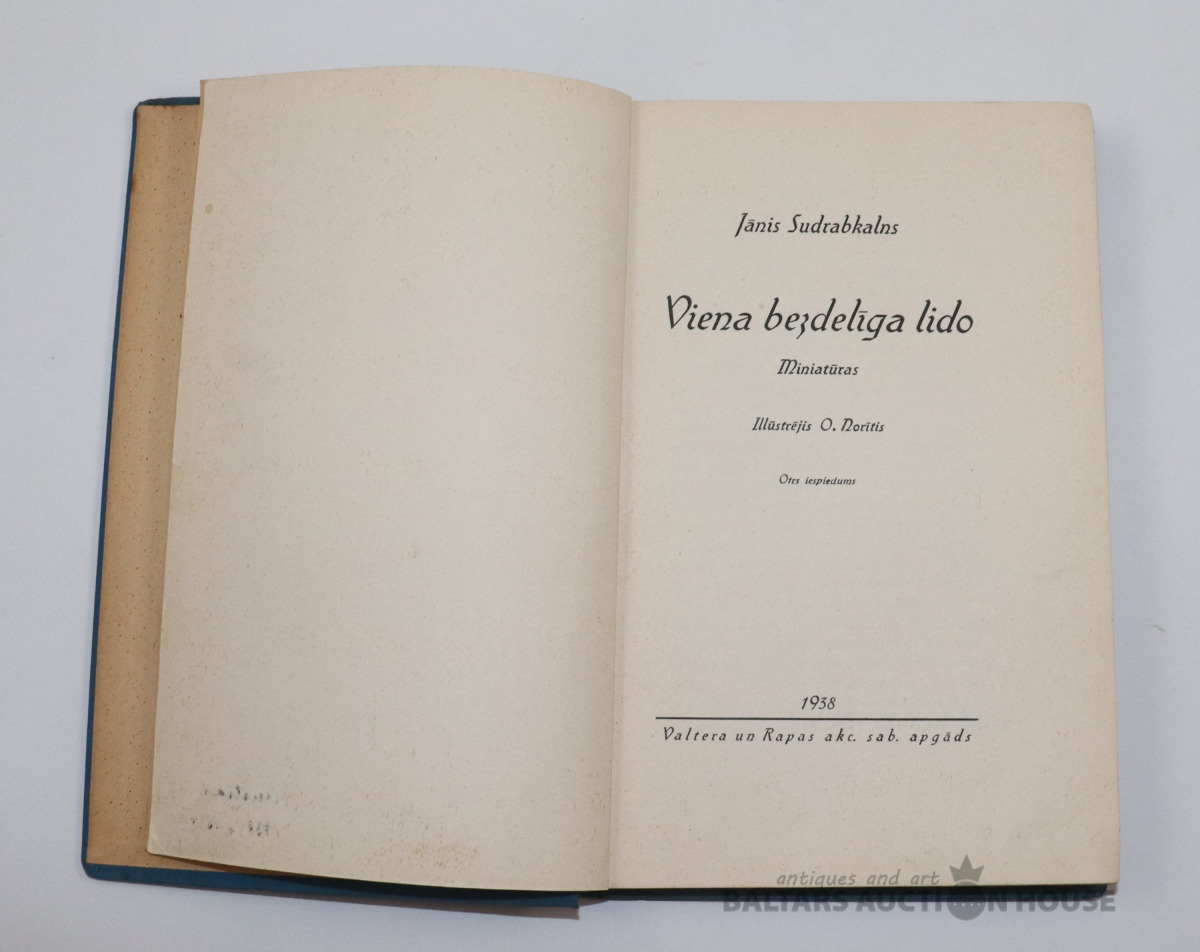 Jānis Sudrabkalns
Viena bezdelīga lido
Miniatūras
Illūstrējis O. Norītis
Otrs iespiedums
1938
Valtera un Rapas akc. sab. apgāds
antiques and art
BALTARS AUCTION HOUSE